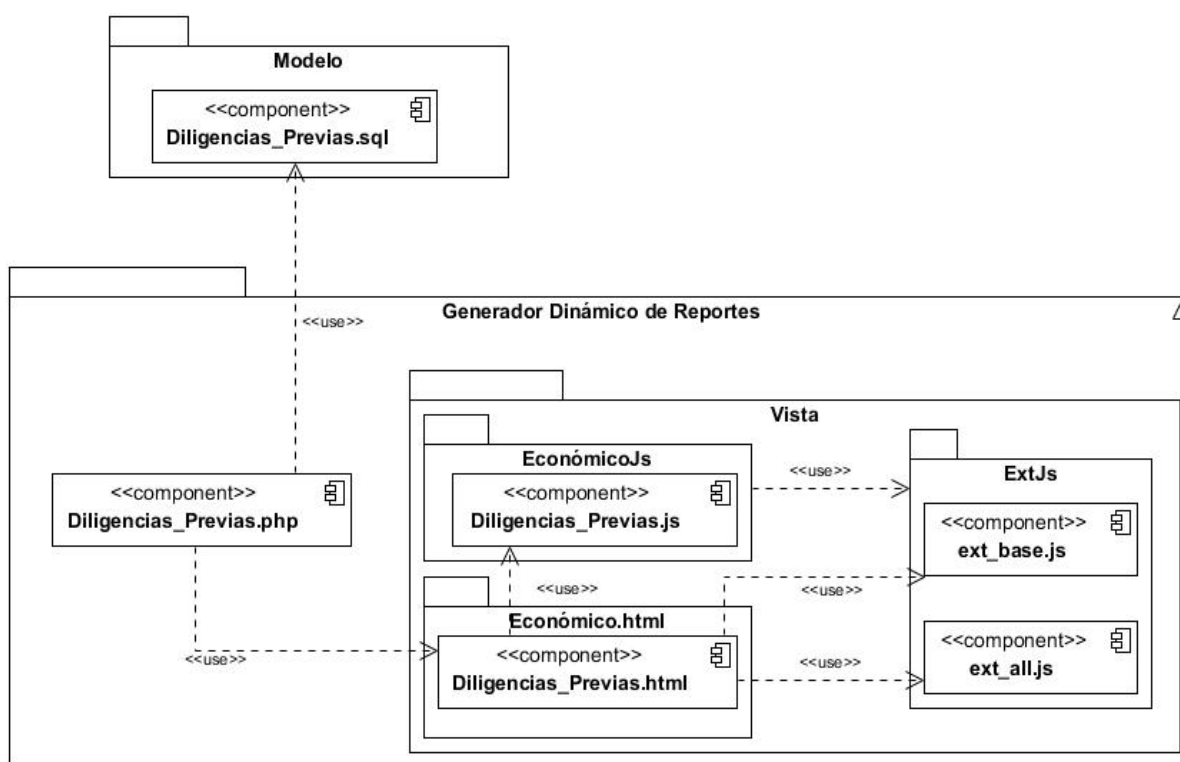 Modelo
<<component>>
Diligencias_Previas.sql
Generador Dinámico de Reportes
<<use>>
Vista
EconómicoJs
<<component>>
Diligencias_Previas.js
<<use>>
ExtJs
<<component>>
ext_base.js
<<component>>
Diligencias_Previas.php
<<use>>
<<use>>
Económico.html
<<component>>
Diligencias_Previas.html
<<use>>
<<use>>
<<component>>
ext_all.js